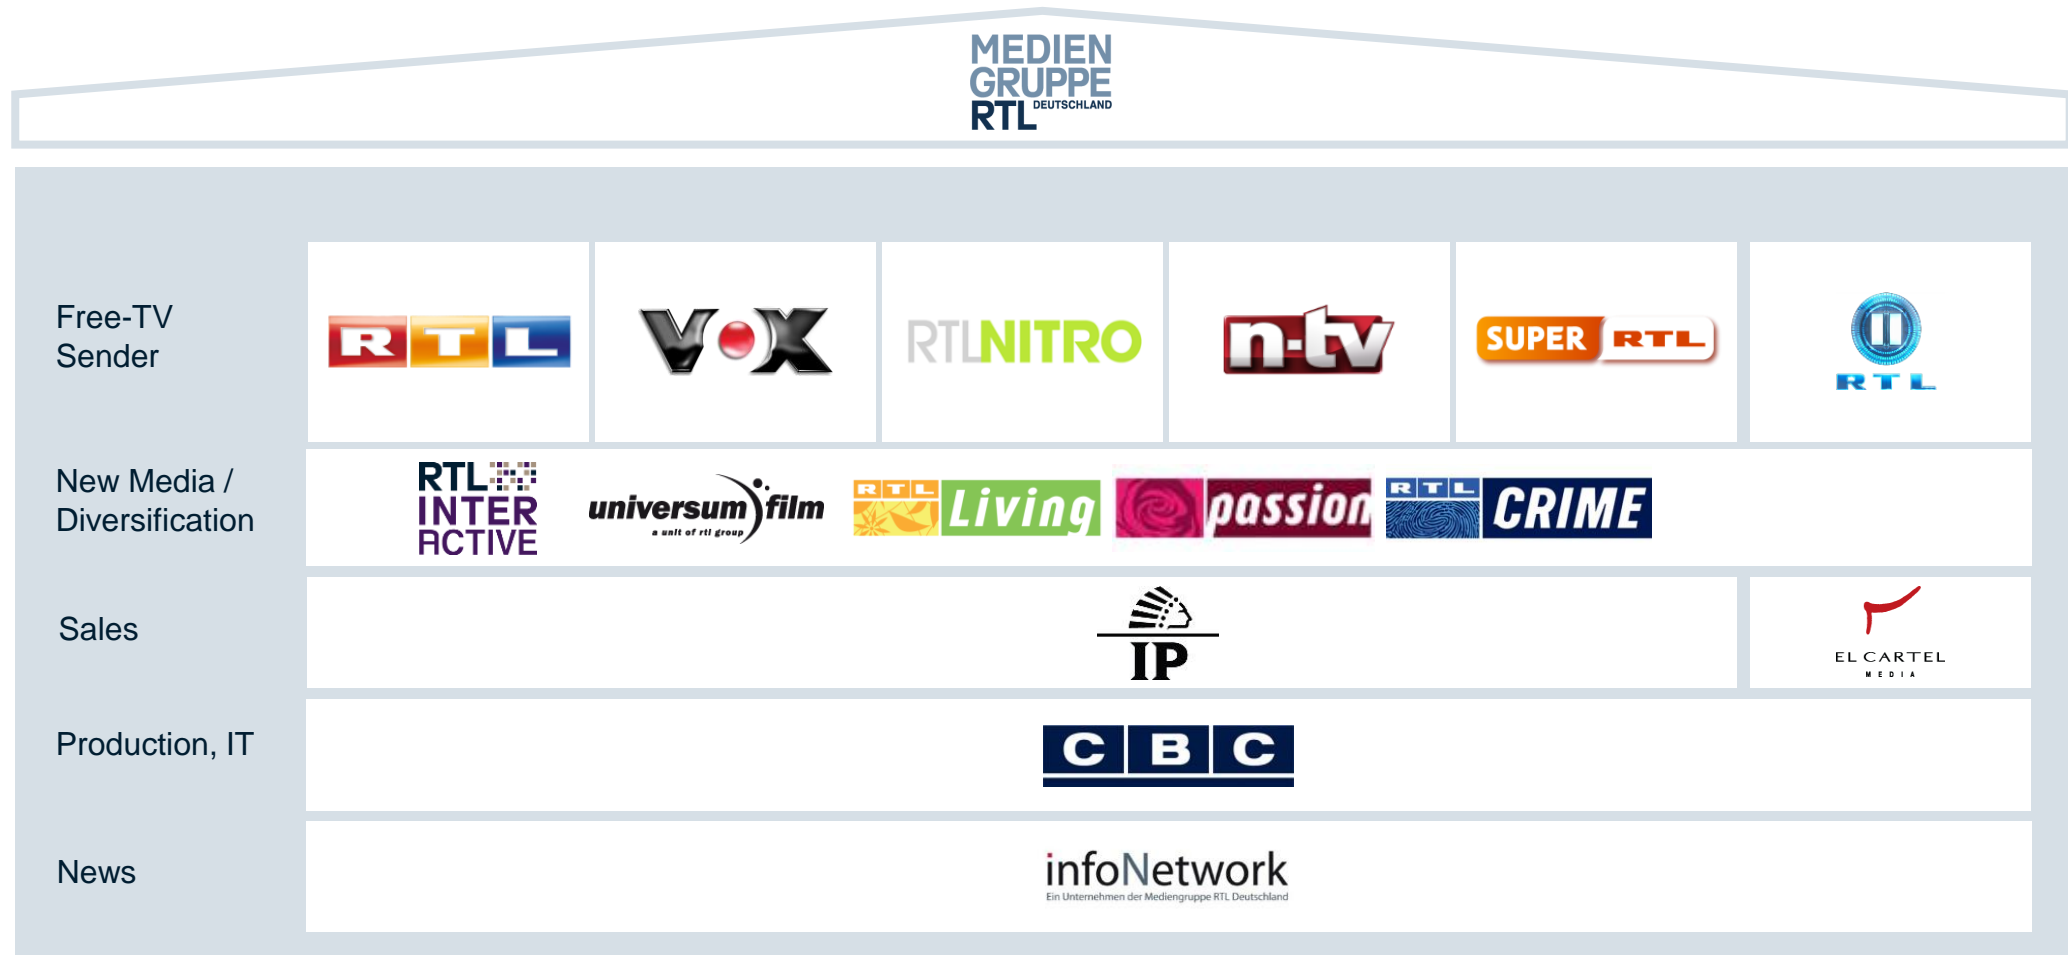 MEDIEN
GRUPPE
RTL DEUTSCHLAND
Free-TV
Sender
RTL
VOX
RTLNITRO
n-tv
SUPER RTL
II
RTL
New Media /
Diversification
RTL
INTER
ACTIVE
universum film
a unit of rtl group
RTL Living
passion
RTL CRIME
Sales
IP
EL CARTEL
MEDIA
Production, IT
CBC
News
infoNetwork
Ein Unternehmen der Mediengruppe RTL Deutschland